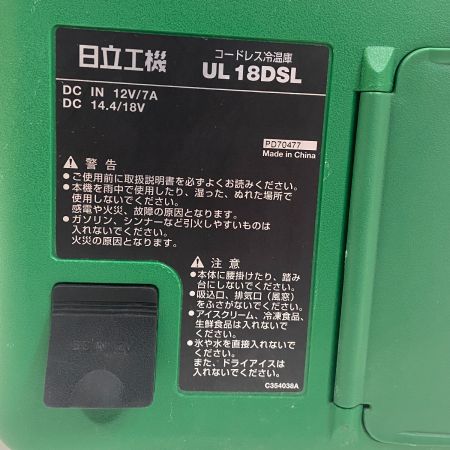 日立工機
コードレス冷温庫
UL 18DSL
DC IN 12V/7A
DC 14.4/18V
PD70477
Made in China
警告
●ご使用前に取扱説明書を必ずよくお読みください。
●本機を雨中で使用したり、湿った、ぬれた場所で
使用しないでください。
感電や火災、故障の原因となります。
●ガソリン、シンナーなど引火しやすいものは
入れないでください。
火災の原因となります。
注意
●本体に腰掛けたり、踏み
台にしないでください。
●吸込口、排気口(風窓)
をふさがないでください。
●アイスクリーム、冷凍食品、
生鮮食品は入れないで
ください。
●氷や水を直接入れないで
ください。
また、ドライアイスは
入れないでください。
C354038A